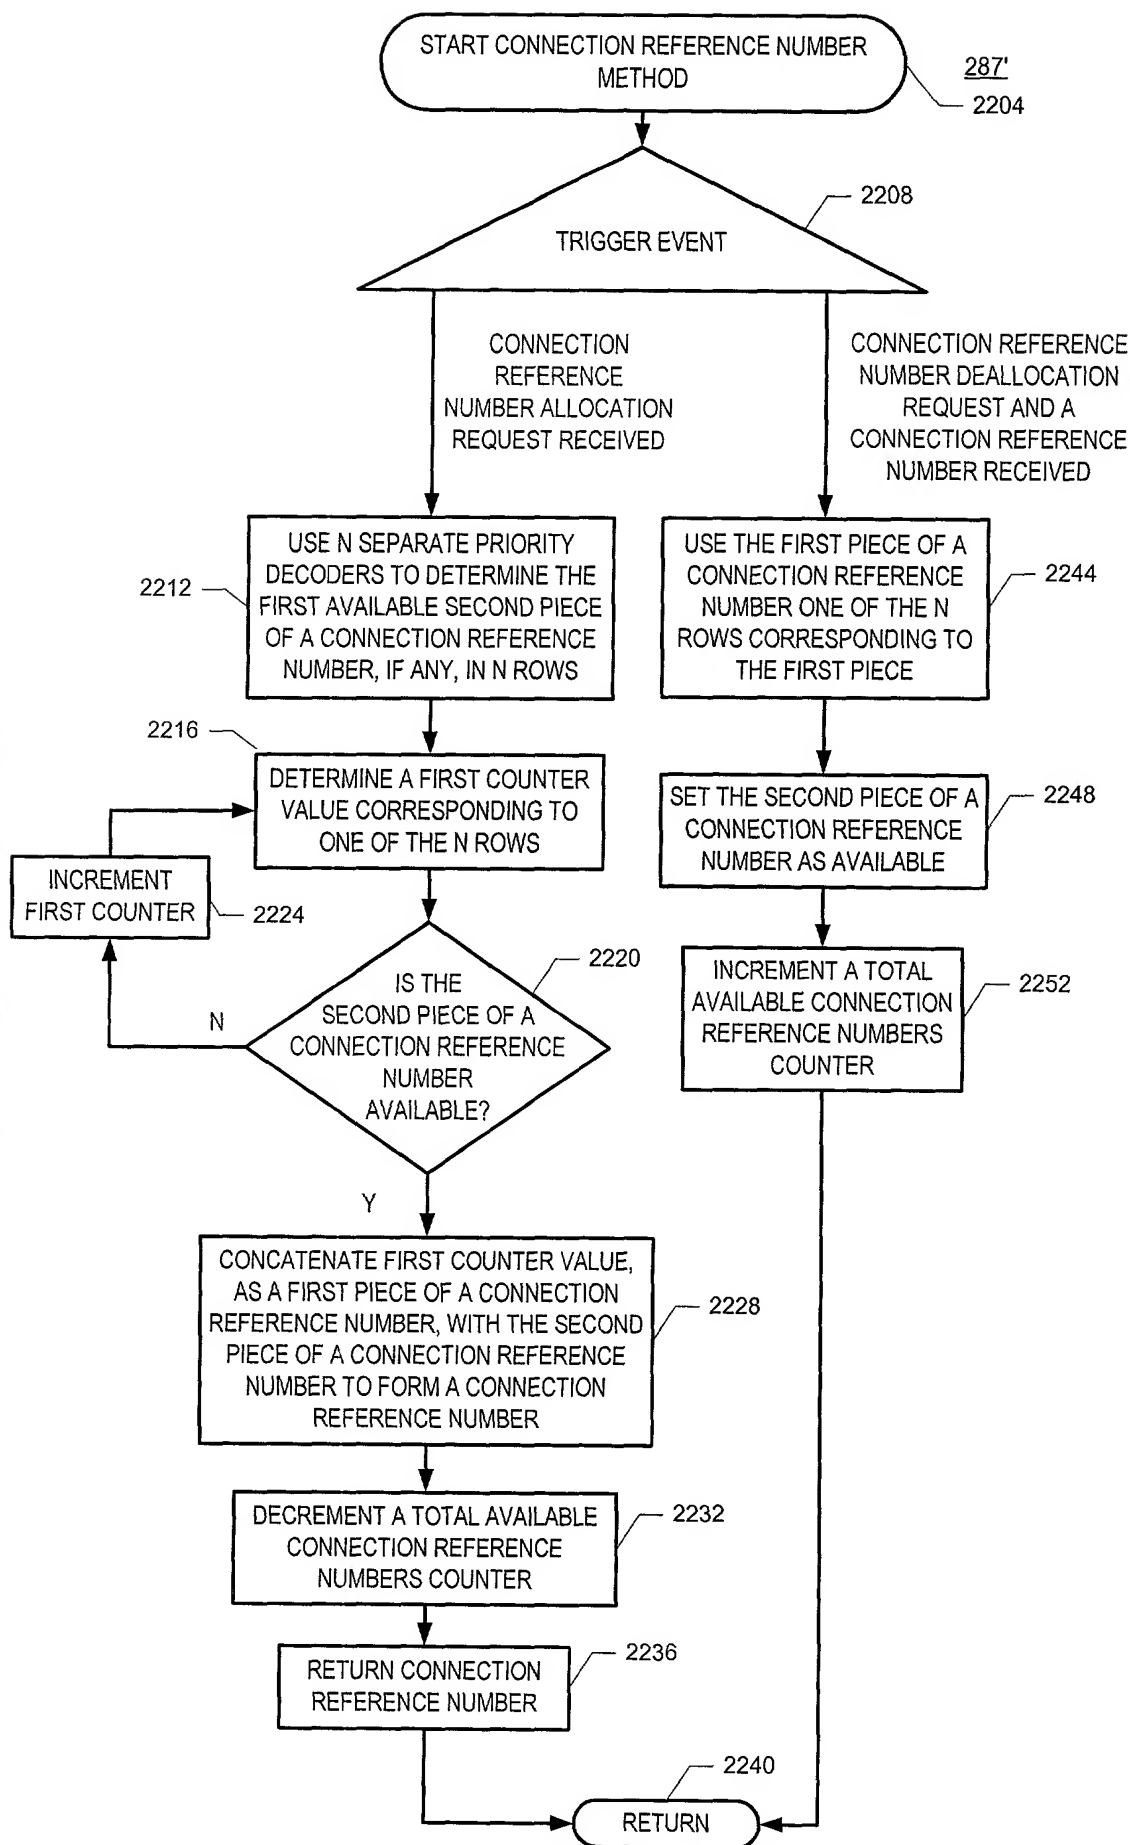 START CONNECTION REFERENCE NUMBER
METHOD
287'
2204
2208
TRIGGER EVENT
CONNECTION
REFERENCE
NUMBER ALLOCATION
REQUEST RECEIVED
CONNECTION REFERENCE
NUMBER DEALLOCATION
REQUEST AND A
CONNECTION REFERENCE
NUMBER RECEIVED
2212
USE N SEPARATE PRIORITY
DECODERS TO DETERMINE THE
FIRST AVAILABLE SECOND PIECE
OF A CONNECTION REFERENCE
NUMBER, IF ANY, IN N ROWS
USE THE FIRST PIECE OF A
CONNECTION REFERENCE
NUMBER ONE OF THE N
ROWS CORRESPONDING TO
THE FIRST PIECE
2244
2216
DETERMINE A FIRST COUNTER
VALUE CORRESPONDING TO
ONE OF THE N ROWS
SET THE SECOND PIECE OF A
CONNECTION REFERENCE
NUMBER AS AVAILABLE
2248
INCREMENT
FIRST COUNTER
2224
2220
IS THE
SECOND PIECE OF A
CONNECTION REFERENCE
NUMBER
AVAILABLE?
N
Y
INCREMENT A TOTAL
AVAILABLE CONNECTION
REFERENCE NUMBERS
COUNTER
2252
CONCATENATE FIRST COUNTER VALUE,
AS A FIRST PIECE OF A CONNECTION
REFERENCE NUMBER, WITH THE SECOND
PIECE OF A CONNECTION REFERENCE
NUMBER TO FORM A CONNECTION
REFERENCE NUMBER
2228
DECREMENT A TOTAL AVAILABLE
CONNECTION REFERENCE
NUMBERS COUNTER
2232
RETURN CONNECTION
REFERENCE NUMBER
2236
2240
RETURN